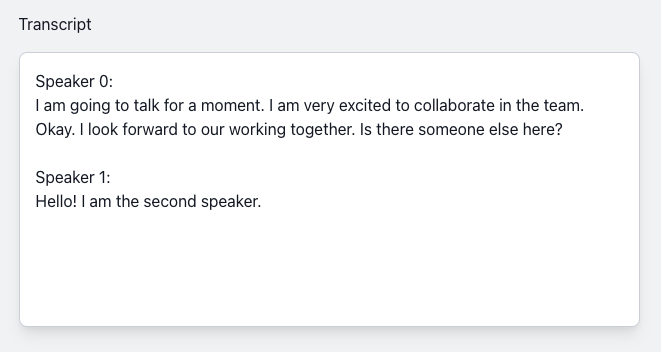 Transcript
Speaker 0:
I am going to talk for a moment. I am very excited to collaborate in the team.
Okay. I look forward to our working together. Is there someone else here?
Speaker 1:
Hello! I am the second speaker.